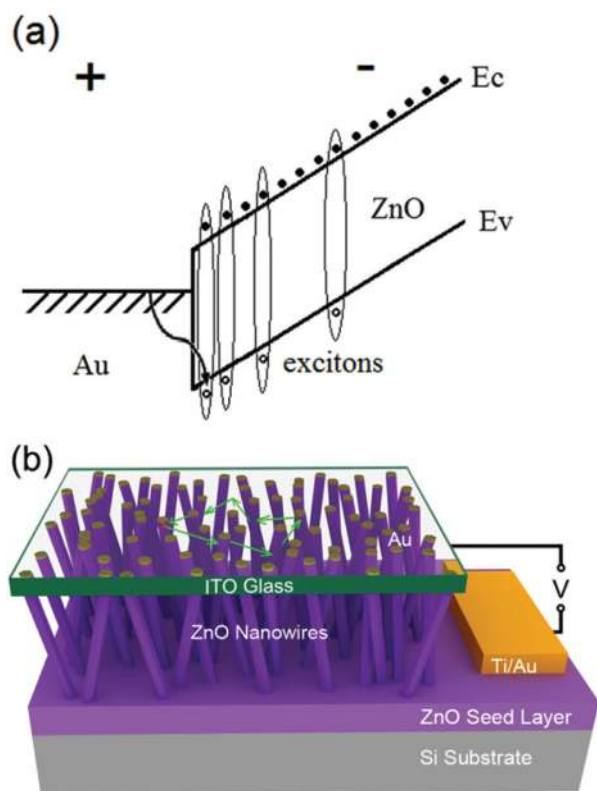 (a)
+ -
Ec
ZnO
Ev
Au
excitons
(b)
Au
ITO Glass
ZnO Nanowires
V
Ti/Au
ZnO Seed Layer
Si Substrate